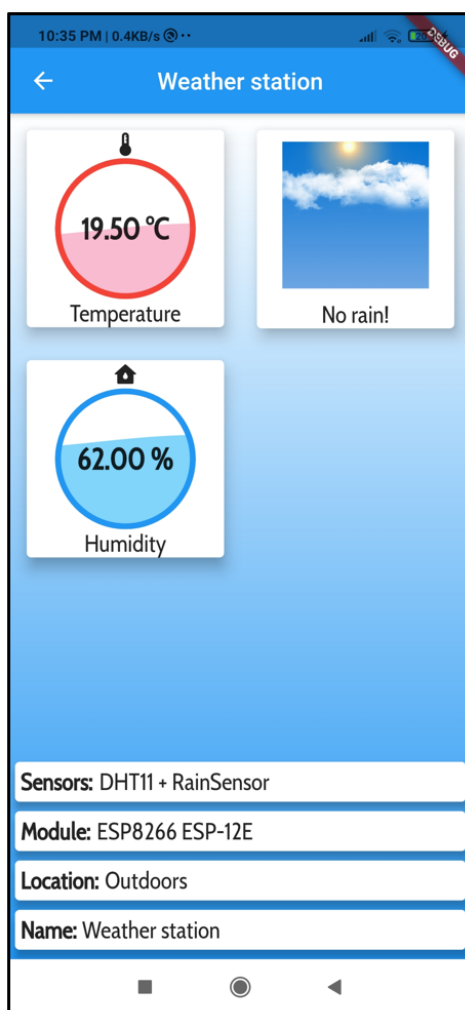 10:35 PM | 0.4KB/s
DEBUG
Weather station
19.50 °C
Temperature
No rain!
62.00 %
Humidity
Sensors: DHT11 + RainSensor
Module: ESP8266 ESP-12E
Location: Outdoors
Name: Weather station